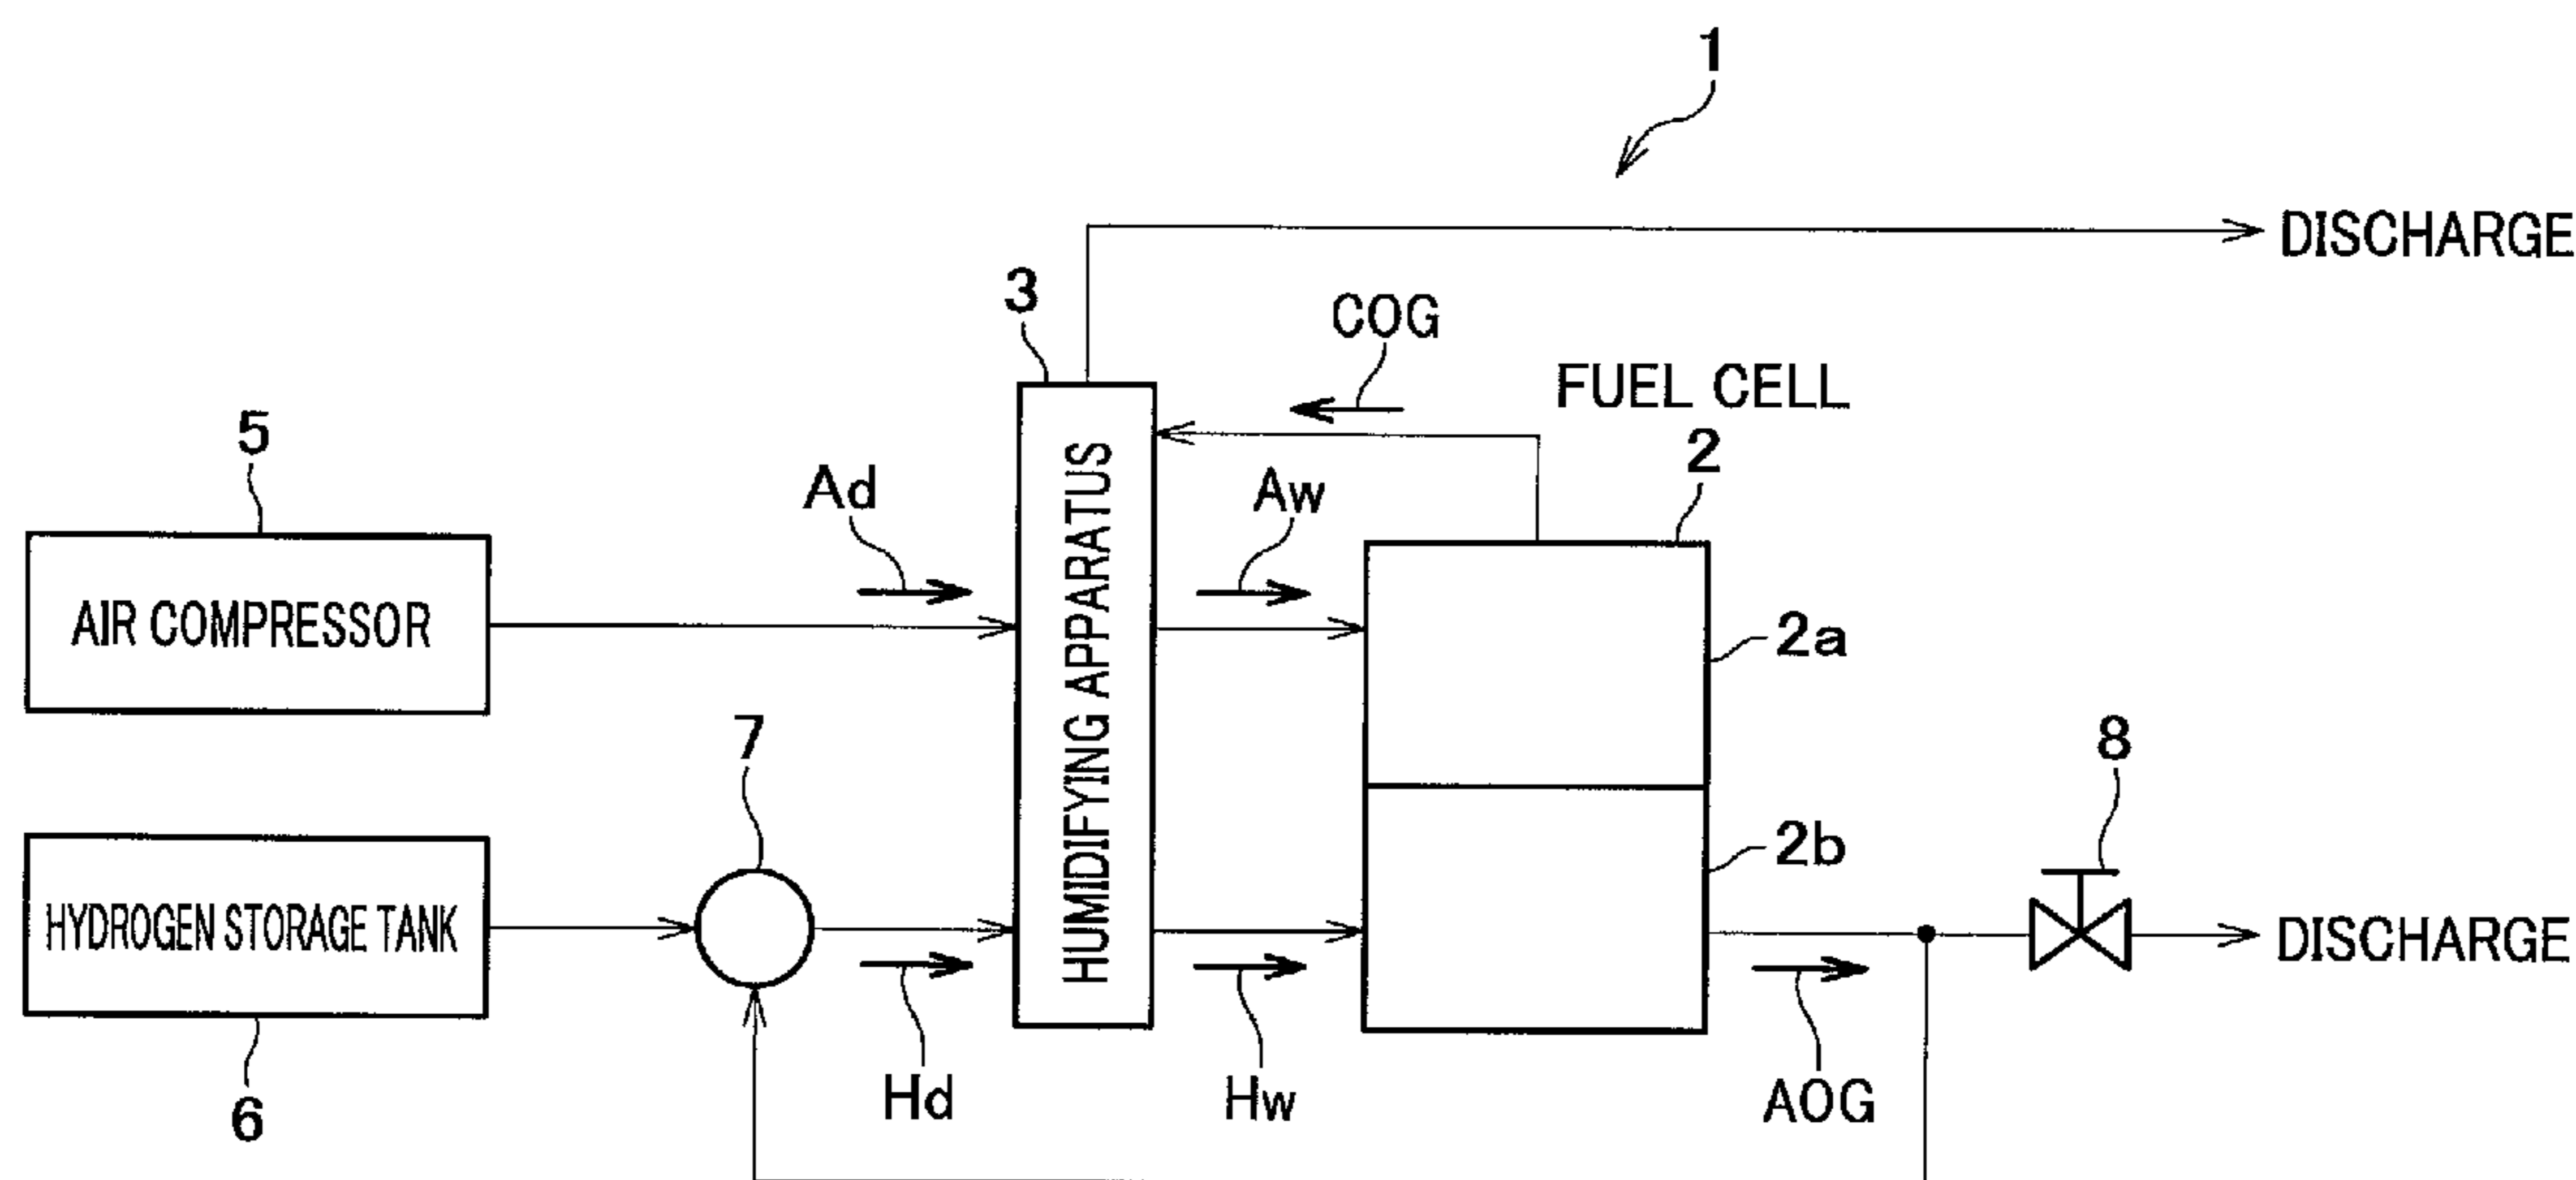 1
DISCHARGE
3
COG
FUEL CELL
5
2
Ad
Aw
AIR COMPRESSOR
HUMIDIFYING APPARATUS
2a
7
8
2b
HYDROGEN STORAGE TANK
DISCHARGE
Hd
Hw
AOG
6